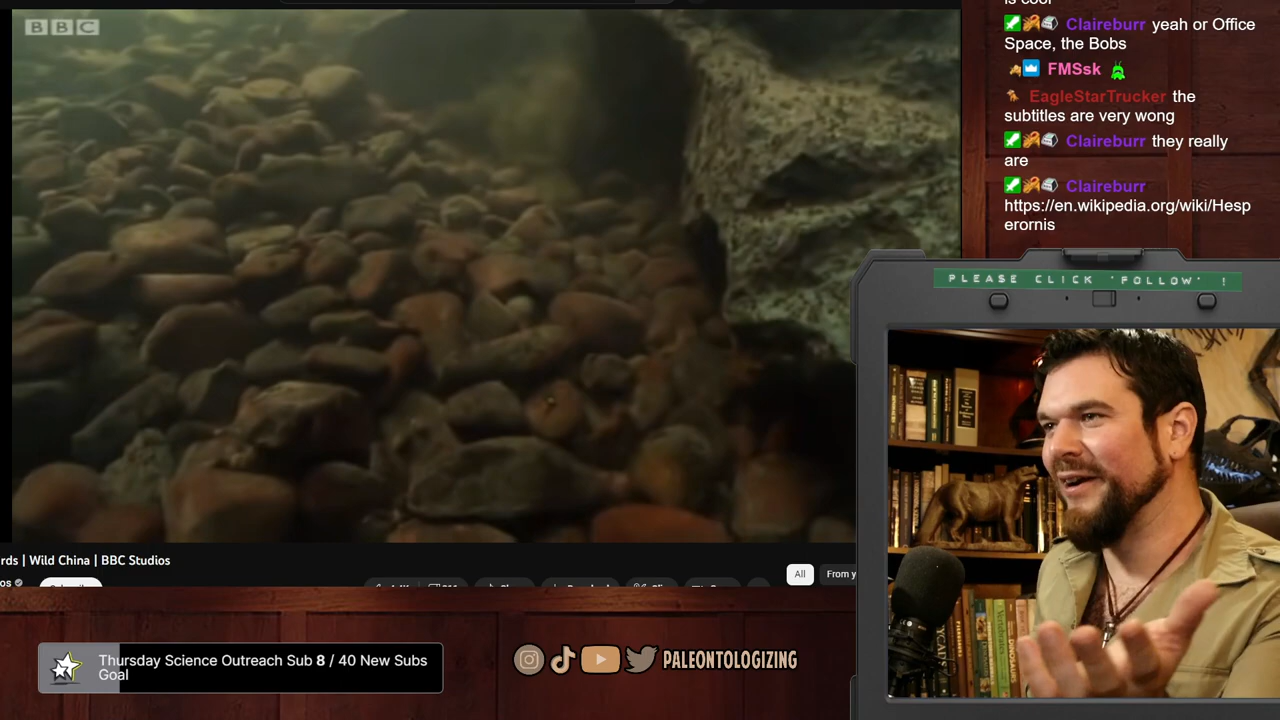 BBC
is cool
Claireburr yeah or Office
Space, the Bobs
FMSsk
EagleStarTrucker the
subtitles are very wong
Claireburr they really
are
Claireburr
https://en.wikipedia.org/wiki/Hesp
erornis
PLEASE CLICK "FOLLOW" !
rds | Wild China | BBC Studios
os
All
From y
Thursday Science Outreach Sub 8 / 40 New Subs
Goal
PALEONTOLOGIZING
DINOSAURS